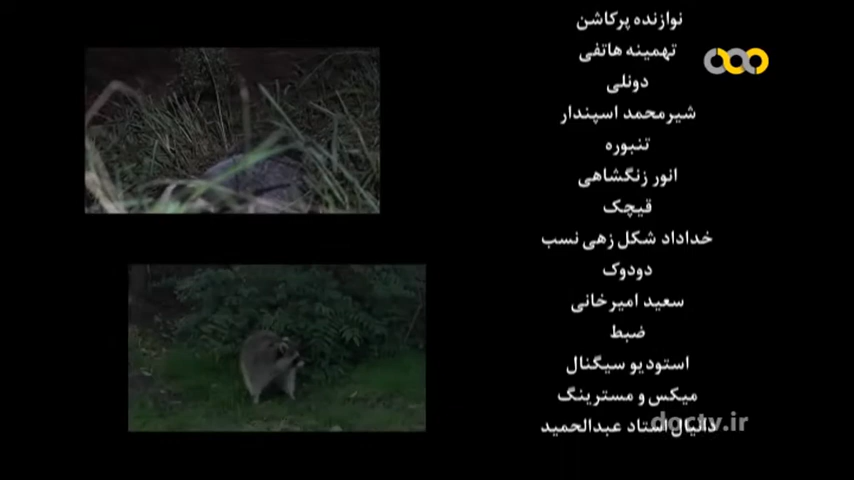 نوازنده پرکاشن
تهمینه هاتفی
دونلی
شیرمحمد اسپندار
تنبوره
انور زنگشاهی
قیچک
خداداد شکل زهی نسب
دودوک
سعید امیرخانی
ضبط
استودیو سیگنال
میکس و مسترینگ
دانیال استاد عبدالحمید
doctv.ir